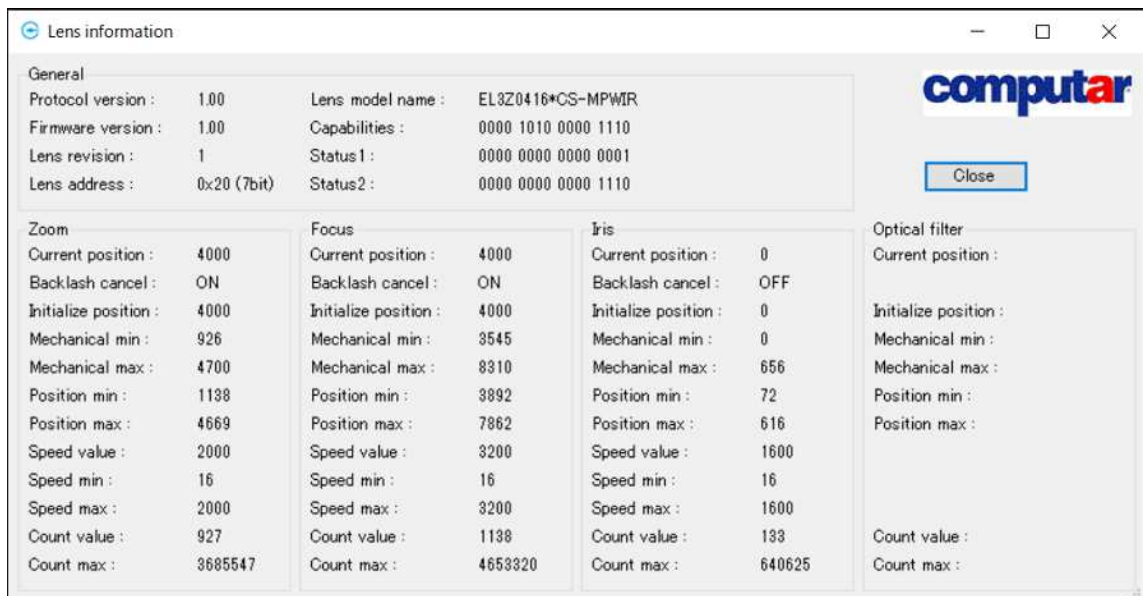 Lens information
General
Protocol version : 1.00 Lens model name : EL3Z0416*CS-MPWIR
Firmware version : 1.00 Capabilities : 0000 1010 0000 1110
Lens revision : 1 Status1 : 0000 0000 0000 0001
Lens address : 0x20 (7bit) Status2 : 0000 0000 0000 1110
computar
Close
Zoom
Current position : 4000
Backlash cancel : ON
Initialize position : 4000
Mechanical min : 926
Mechanical max : 4700
Position min : 1138
Position max : 4669
Speed value : 2000
Speed min : 16
Speed max : 2000
Count value : 927
Count max : 3685547
Focus
Current position : 4000
Backlash cancel : ON
Initialize position : 4000
Mechanical min : 3545
Mechanical max : 8310
Position min : 3892
Position max : 7862
Speed value : 3200
Speed min : 16
Speed max : 3200
Count value : 1138
Count max : 4653320
Iris
Current position : 0
Backlash cancel : OFF
Initialize position : 0
Mechanical min : 0
Mechanical max : 656
Position min : 72
Position max : 616
Speed value : 1600
Speed min : 16
Speed max : 1600
Count value : 133
Count max : 640625
Optical filter
Current position :
Initialize position :
Mechanical min :
Mechanical max :
Position min :
Position max :
Count value :
Count max :